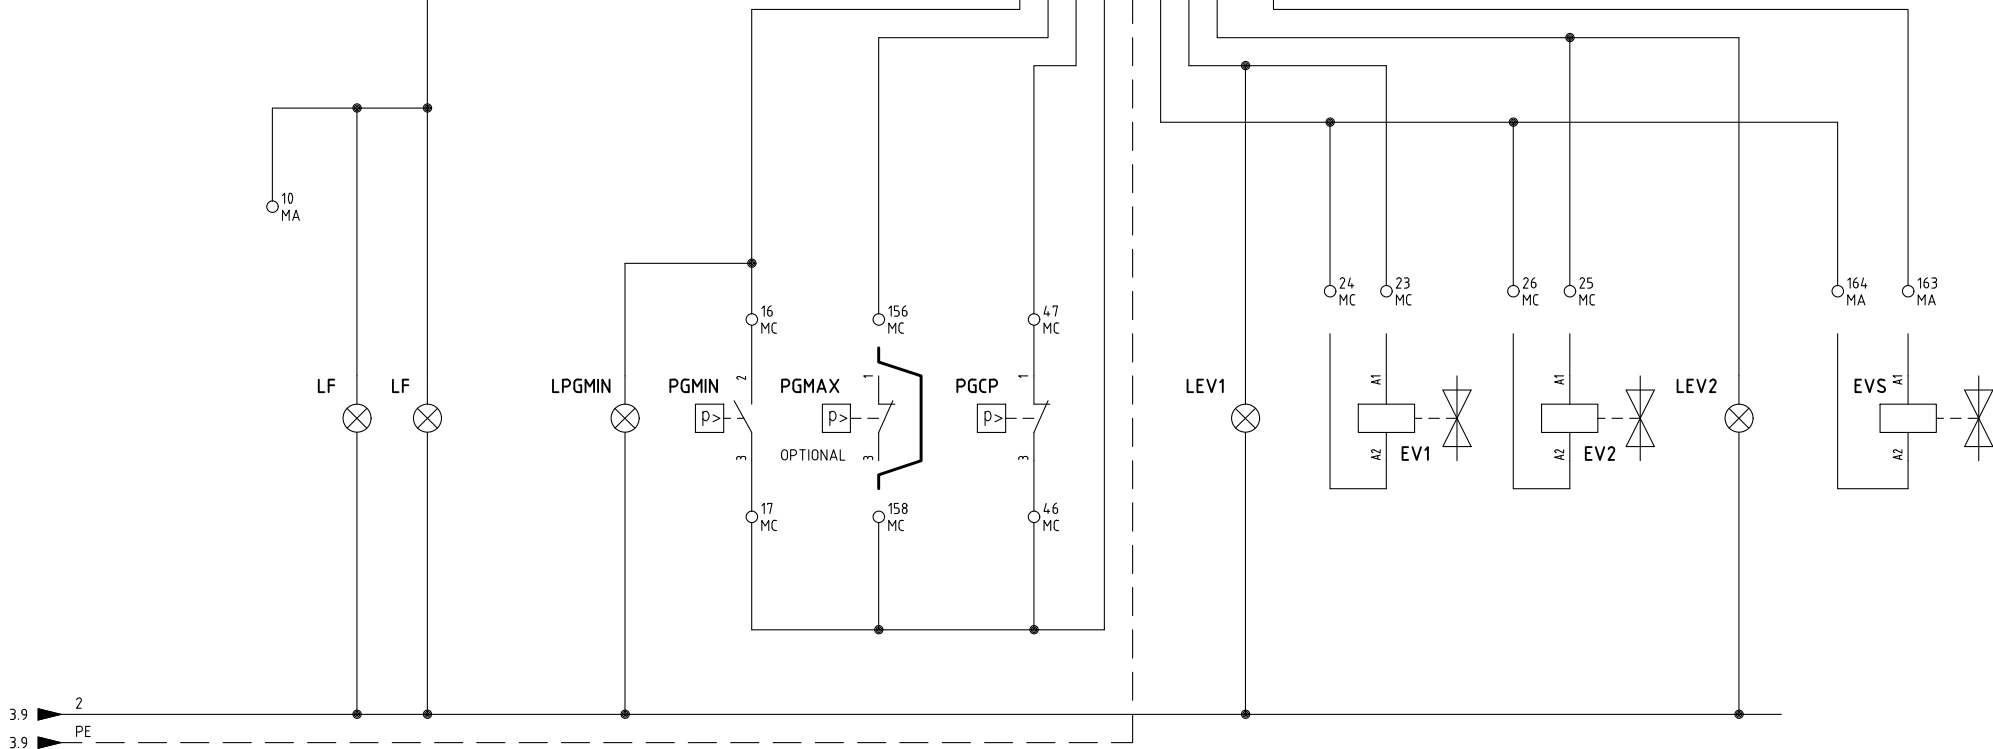 10
MA
24
MC
23
MC
26
MC
25
MC
164
MA
163
MA
16
MC
156
MC
47
MC
LF
LF
LPGMIN
PGMIN
2
p>
3
PGMAX
1
p>
OPTIONAL
3
PGCP
1
p>
3
LEV1
A1
A2
EV1
A1
A2
EV2
LEV2
EVS
A1
A2
17
MC
158
MC
46
MC
3.9
2
3.9
PE